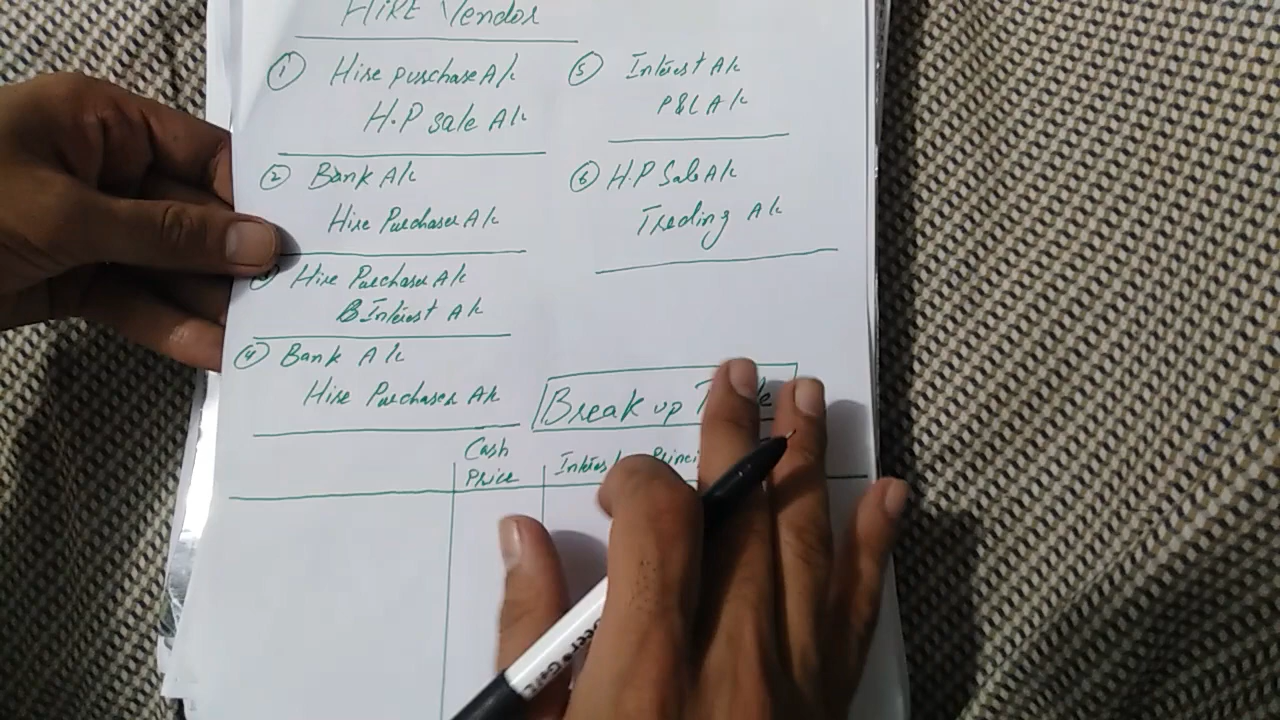 HIRE Vendor
① Hire purchase A/c
H.P sale A/c
② Bank A/c
Hire Purchaser A/c
Hire Purchaser A/c
Interest A/c
④ Bank A/c
Hire Purchaser A/c
⑤ Interest A/c
P&L A/c
⑥ H.P Sale A/c
Trading A/c
Break up
Cash
Price